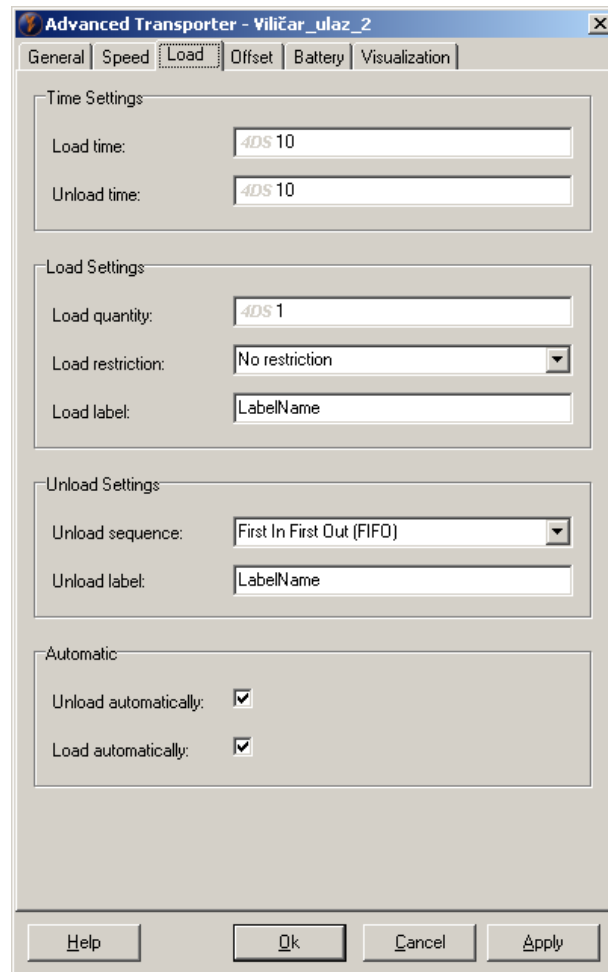 Advanced Transporter - Viličar_ulaz_2
General Speed Load Offset Battery Visualization
Time Settings
Load time: 4DS 10
Unload time: 4DS 10
Load Settings
Load quantity: 4DS 1
Load restriction: No restriction
Load label: LabelName
Unload Settings
Unload sequence: First In First Out (FIFO)
Unload label: LabelName
Automatic
Unload automatically:
Load automatically:
Help Ok Cancel Apply